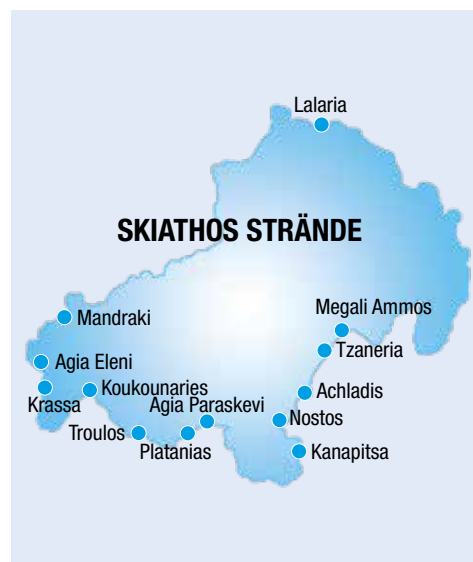 Lalaria
SKIATHOS STRÄNDE
Megali Ammos
Mandraki
Tzaneria
Agia Eleni
Koukounaries
Achladis
Krassa
Agia Paraskevi
Nostos
Troulos
Platanias
Kanapitsa